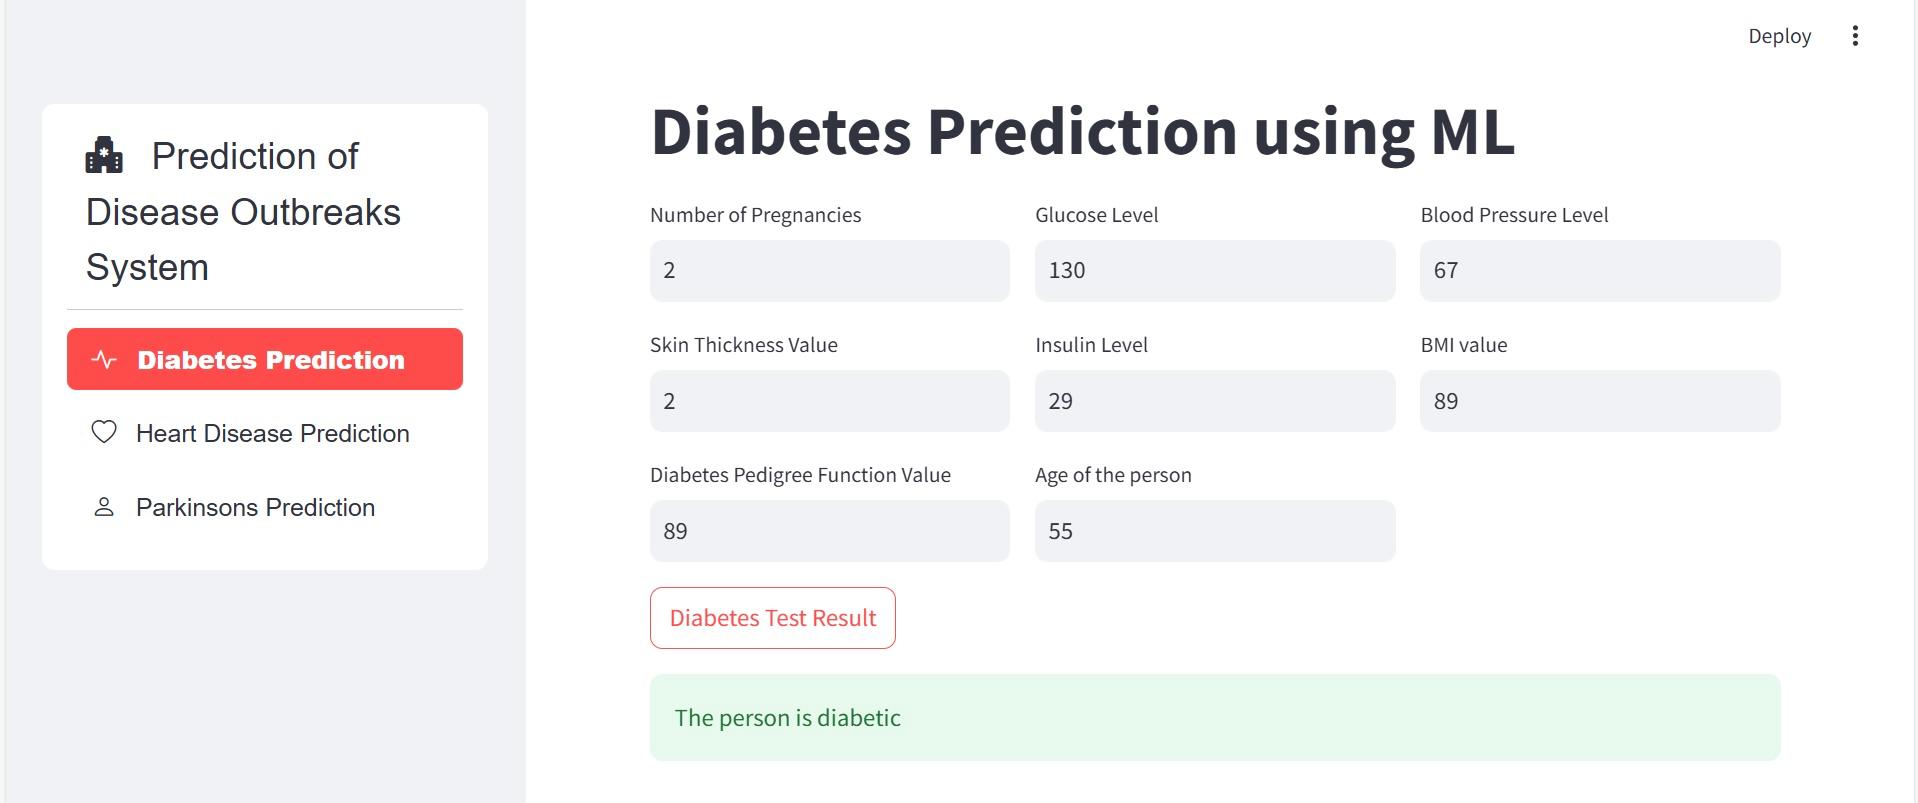 Deploy
Prediction of
Disease Outbreaks
System
Diabetes Prediction
Heart Disease Prediction
Parkinsons Prediction
Diabetes Prediction using ML
Number of Pregnancies
Glucose Level
Blood Pressure Level
2
130
67
Skin Thickness Value
Insulin Level
BMI value
2
29
89
Diabetes Pedigree Function Value
Age of the person
89
55
Diabetes Test Result
The person is diabetic